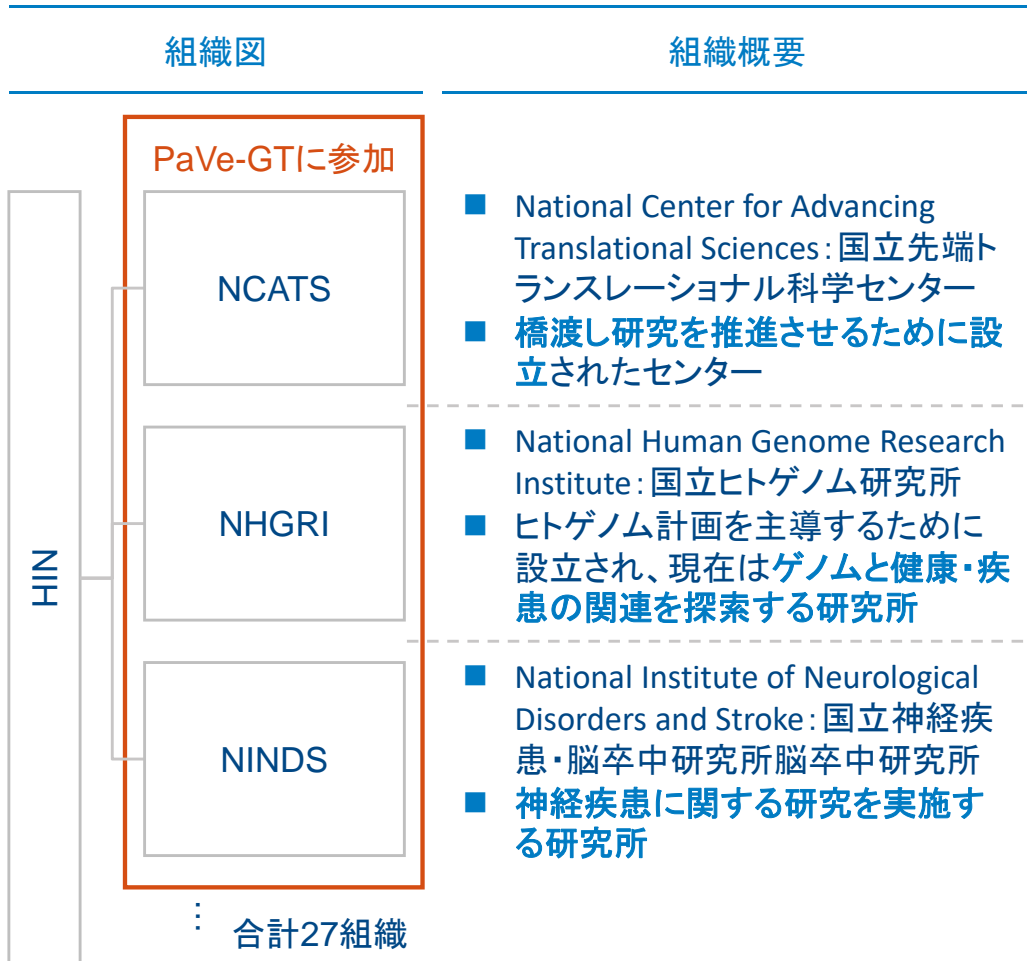 組織図
組織概要
PaVe-GTに参加
NIH
NCATS
■ National Center for Advancing
Translational Sciences：国立先端ト
ランスレーショナル科学センター
■ 橋渡し研究を推進させるために設
立されたセンター
NHGRI
■ National Human Genome Research
Institute：国立ヒトゲノム研究所
■ ヒトゲノム計画を主導するために
設立され、現在はゲノムと健康・疾
患の関連を探索する研究所
NINDS
■ National Institute of Neurological
Disorders and Stroke：国立神経疾
患・脳卒中研究所脳卒中研究所
■ 神経疾患に関する研究を実施す
る研究所
… 合計27組織